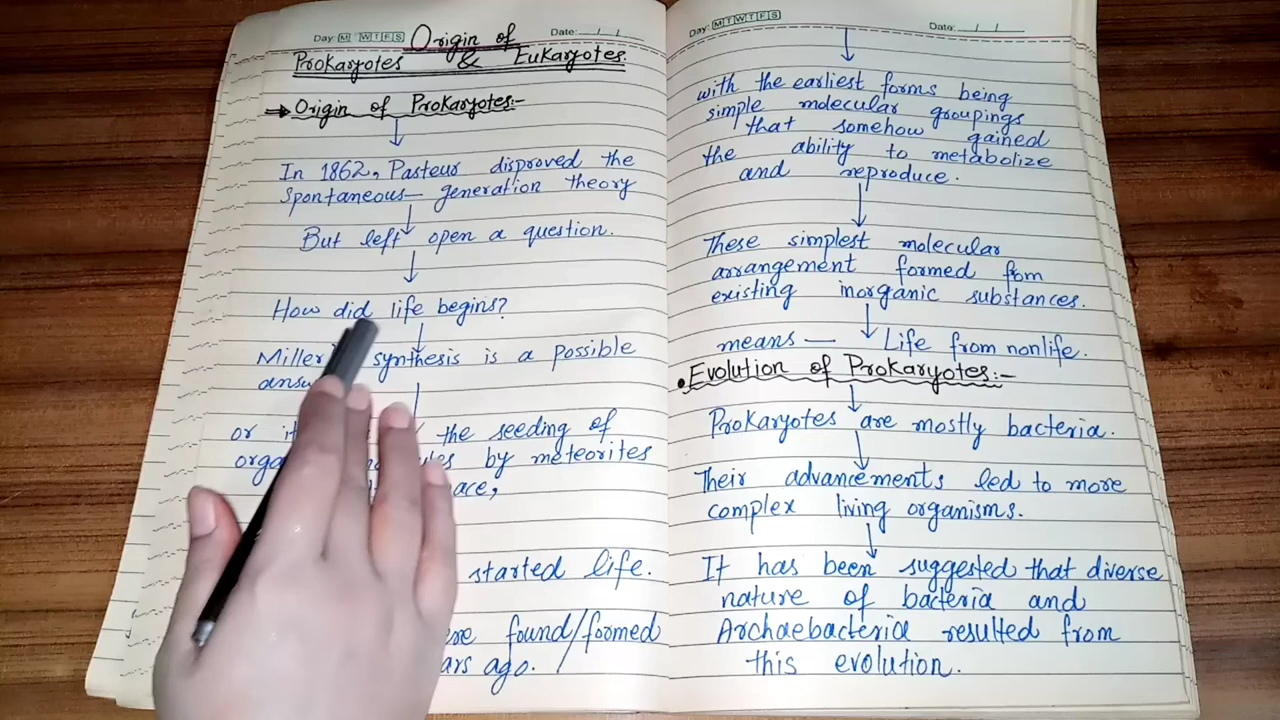 Day: M T W T F S Date: / /
Origin of
Prokaryotes & Eukaryotes.
Origin of Prokaryotes:-
In 1862, Pasteur disproved the
Spontaneous- generation theory
But left open a question.
How did life begins?
Miller synthesis is a possible
or the seeding of
by meteorites
started life.
found/formed
ago.
Day: M T W T F S Date: / /
with the earliest forms being
simple molecular groupings
that somehow gained
the ability to metabolize
and reproduce.
These simplest molecular
arrangement formed from
existing inorganic substances.
means — Life from nonlife.
Evolution of Prokaryotes:-
Prokaryotes are mostly bacteria.
Their advancements led to more
complex living organisms.
It has been suggested that diverse
nature of bacteria and
Archaebacteria resulted from
this evolution.